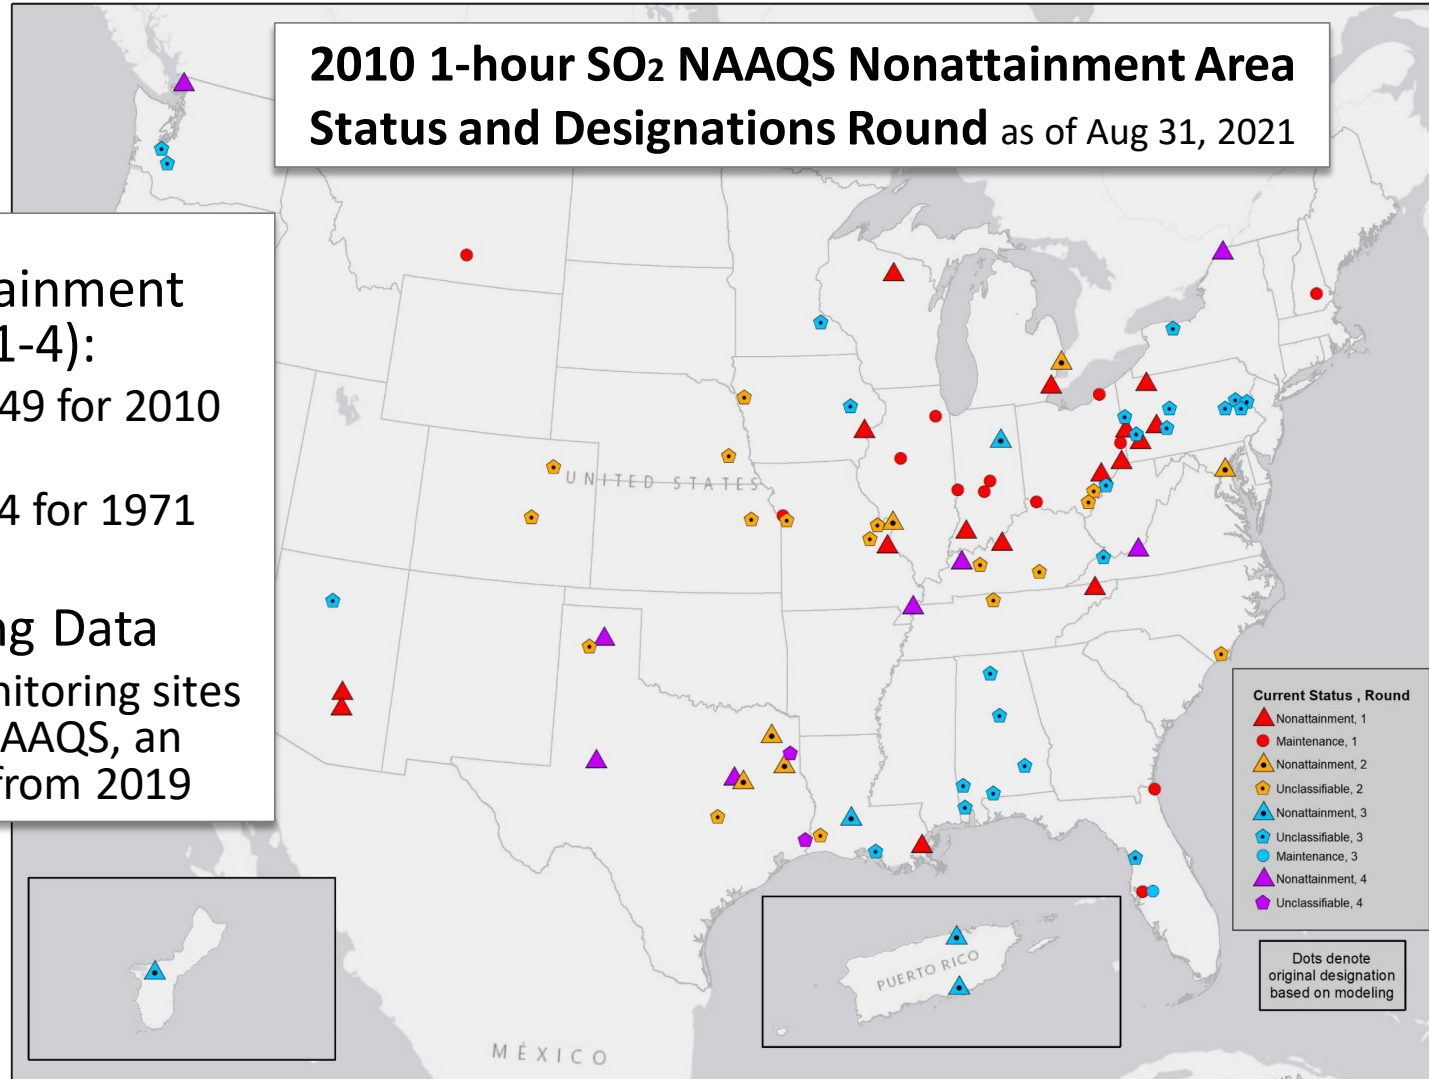 2010 1-hour SO₂ NAAQS Nonattainment Area
Status and Designations Round as of Aug 31, 2021
ainment
1-4):
49 for 2010
4 for 1971
ng Data
nitoring sites
AAQS, an
from 2019
UNITED STATES
Current Status , Round
Nonattainment, 1
Maintenance, 1
Nonattainment, 2
Unclassifiable, 2
Nonattainment, 3
Unclassifiable, 3
Maintenance, 3
Nonattainment, 4
Unclassifiable, 4
Dots denote
original designation
based on modeling
PUERTO RICO
MÉXICO